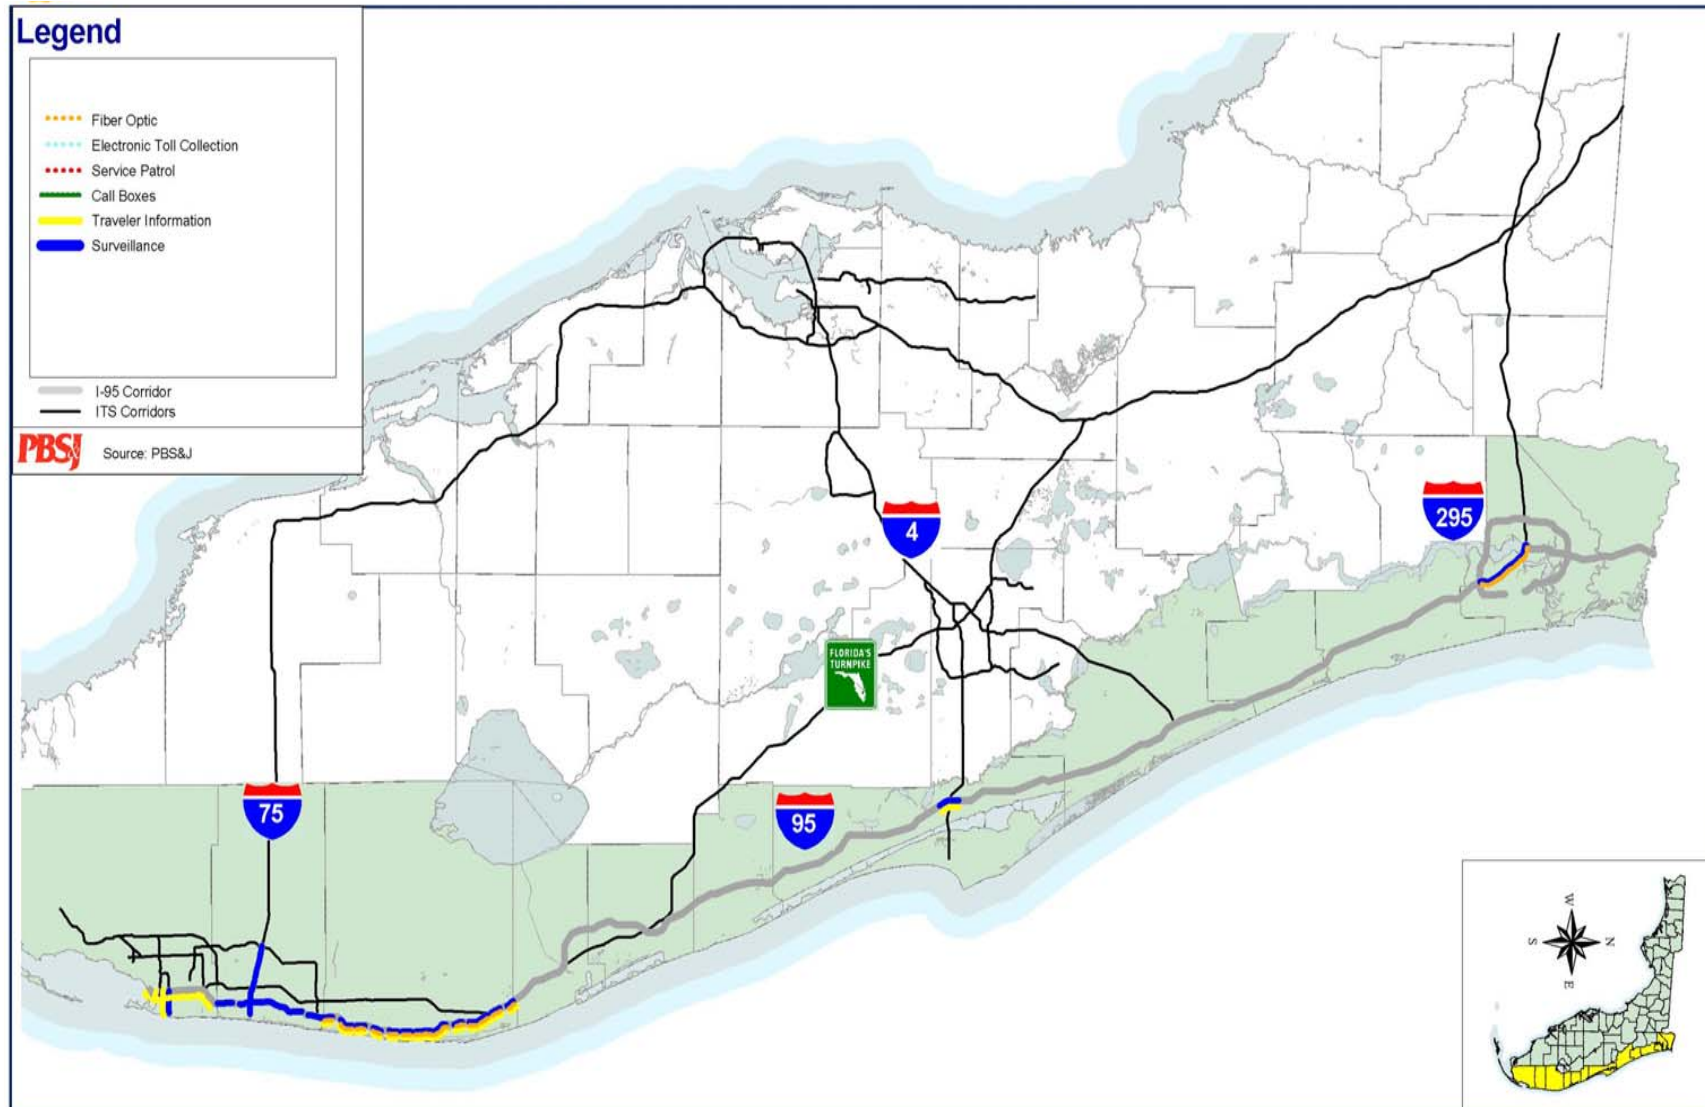 Legend
Fiber Optic
Electronic Toll Collection
Service Patrol
Call Boxes
Traveler Information
Surveillance
I-95 Corridor
ITS Corridors
PBSJ Source: PBS&J
4
295
FLORIDA'S
TURNPIKE
75
95
W
S N
E